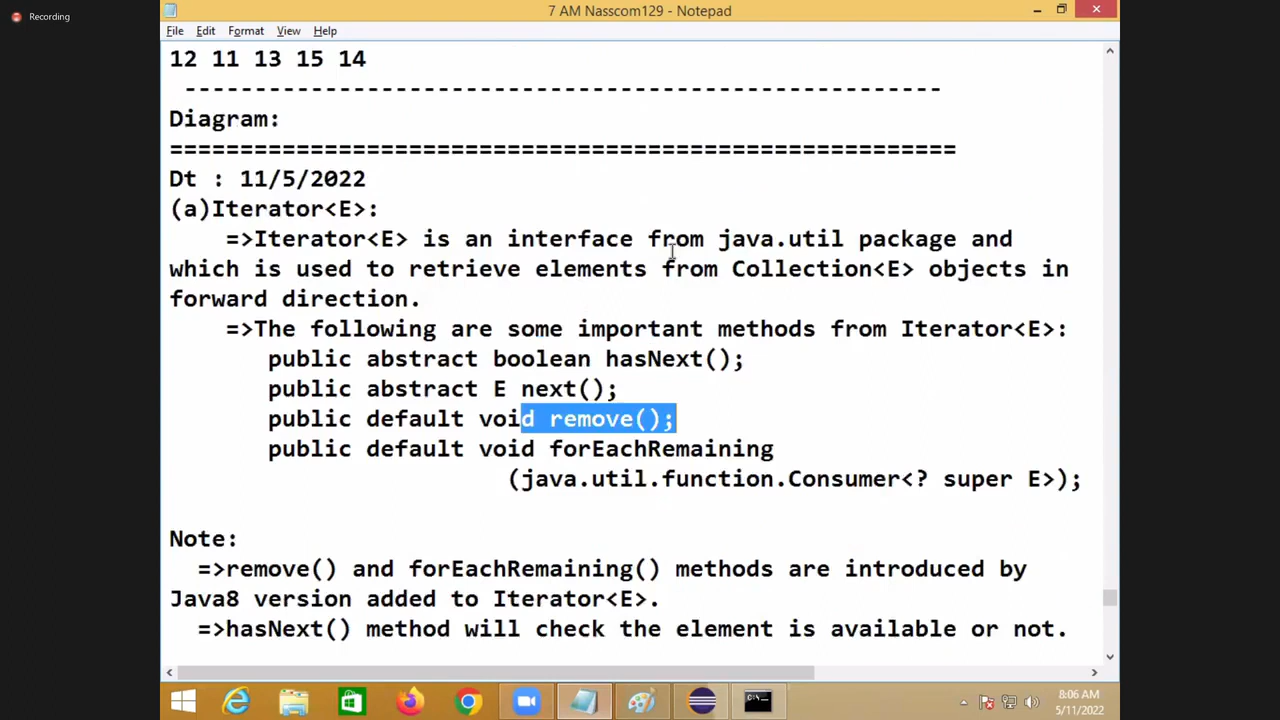 Recording
7 AM Nasscom129 - Notepad
File Edit Format View Help
12 11 13 15 14
------------------------------------------------------
Diagram:
========================================================
Dt : 11/5/2022
(a)Iterator<E>:
=>Iterator<E> is an interface from java.util package and
which is used to retrieve elements from Collection<E> objects in
forward direction.
=>The following are some important methods from Iterator<E>:
public abstract boolean hasNext();
public abstract E next();
public default void remove();
public default void forEachRemaining
(java.util.function.Consumer<? super E>);
Note:
=>remove() and forEachRemaining() methods are introduced by
Java8 version added to Iterator<E>.
=>hasNext() method will check the element is available or not.
8:06 AM
5/11/2022